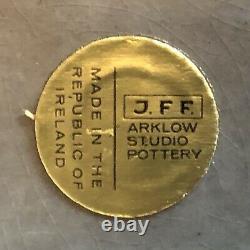 J.F.F.
ARKLOW
STUDIO
POTTERY
MADE IN THE
REPUBLIC OF
IRELAND